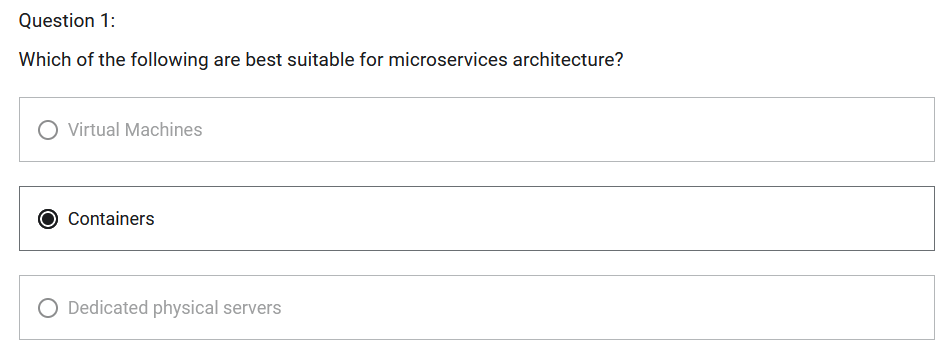 Question 1:
Which of the following are best suitable for microservices architecture?
Virtual Machines
Containers
Dedicated physical servers